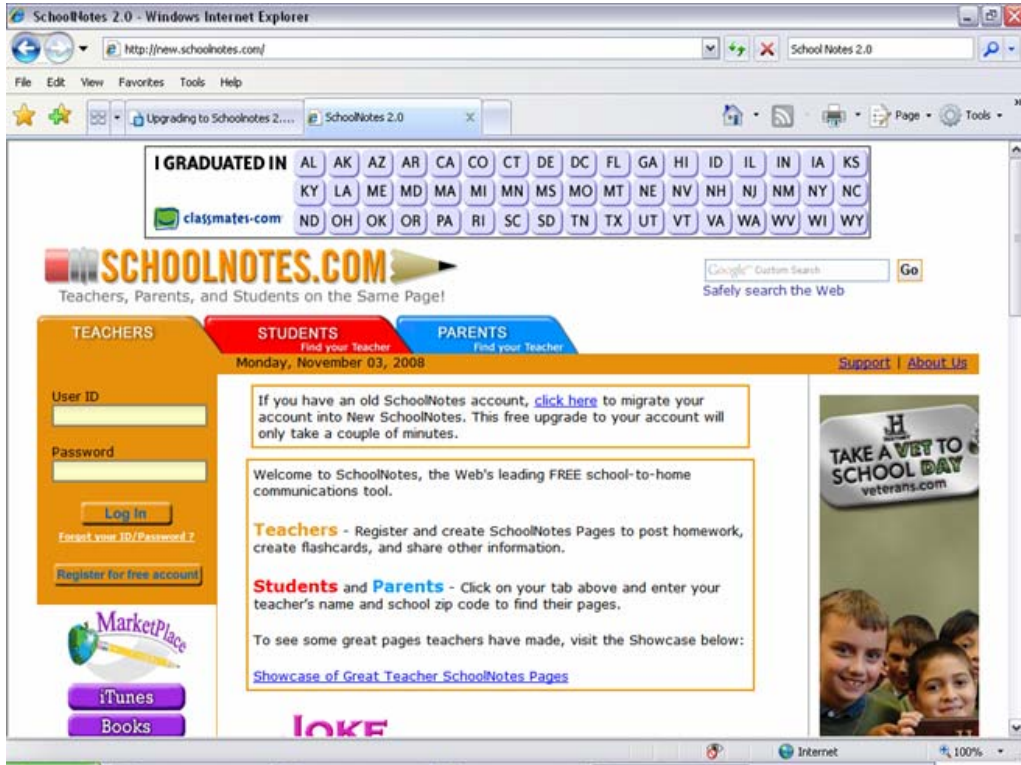 SchoolNotes 2.0 - Windows Internet Explorer
http://new.schoolnotes.com/
School Notes 2.0
File Edit View Favorites Tools Help
Upgrading to Schoolnotes 2.... SchoolNotes 2.0 x Page Tools
I GRADUATED IN AL AK AZ AR CA CO CT DE DC FL GA HI ID IL IN IA KS
KY LA ME MD MA MI MN MS MO MT NE NV NH NJ NM NY NC
classmates.com ND OH OK OR PA RI SC SD TN TX UT VT VA WA WV WI WY
SCHOOLNOTES.COM
Google™ Custom Search Go
Teachers, Parents, and Students on the Same Page!
Safely search the Web
TEACHERS STUDENTS PARENTS
Find your Teacher Find your Teacher
Monday, November 03, 2008 Support | About Us
User ID
Password
Log In
Forgot your ID/Password ?
Register for free account
MarketPlace
iTunes
Books
If you have an old SchoolNotes account, click here to migrate your
account into New SchoolNotes. This free upgrade to your account will
only take a couple of minutes.
Welcome to SchoolNotes, the Web's leading FREE school-to-home
communications tool.
Teachers - Register and create SchoolNotes Pages to post homework,
create flashcards, and share other information.
Students and Parents - Click on your tab above and enter your
teacher's name and school zip code to find their pages.
To see some great pages teachers have made, visit the Showcase below:
Showcase of Great Teacher SchoolNotes Pages
JOKE
H
TAKE A VET TO
SCHOOL DAY
veterans.com
Internet 100%